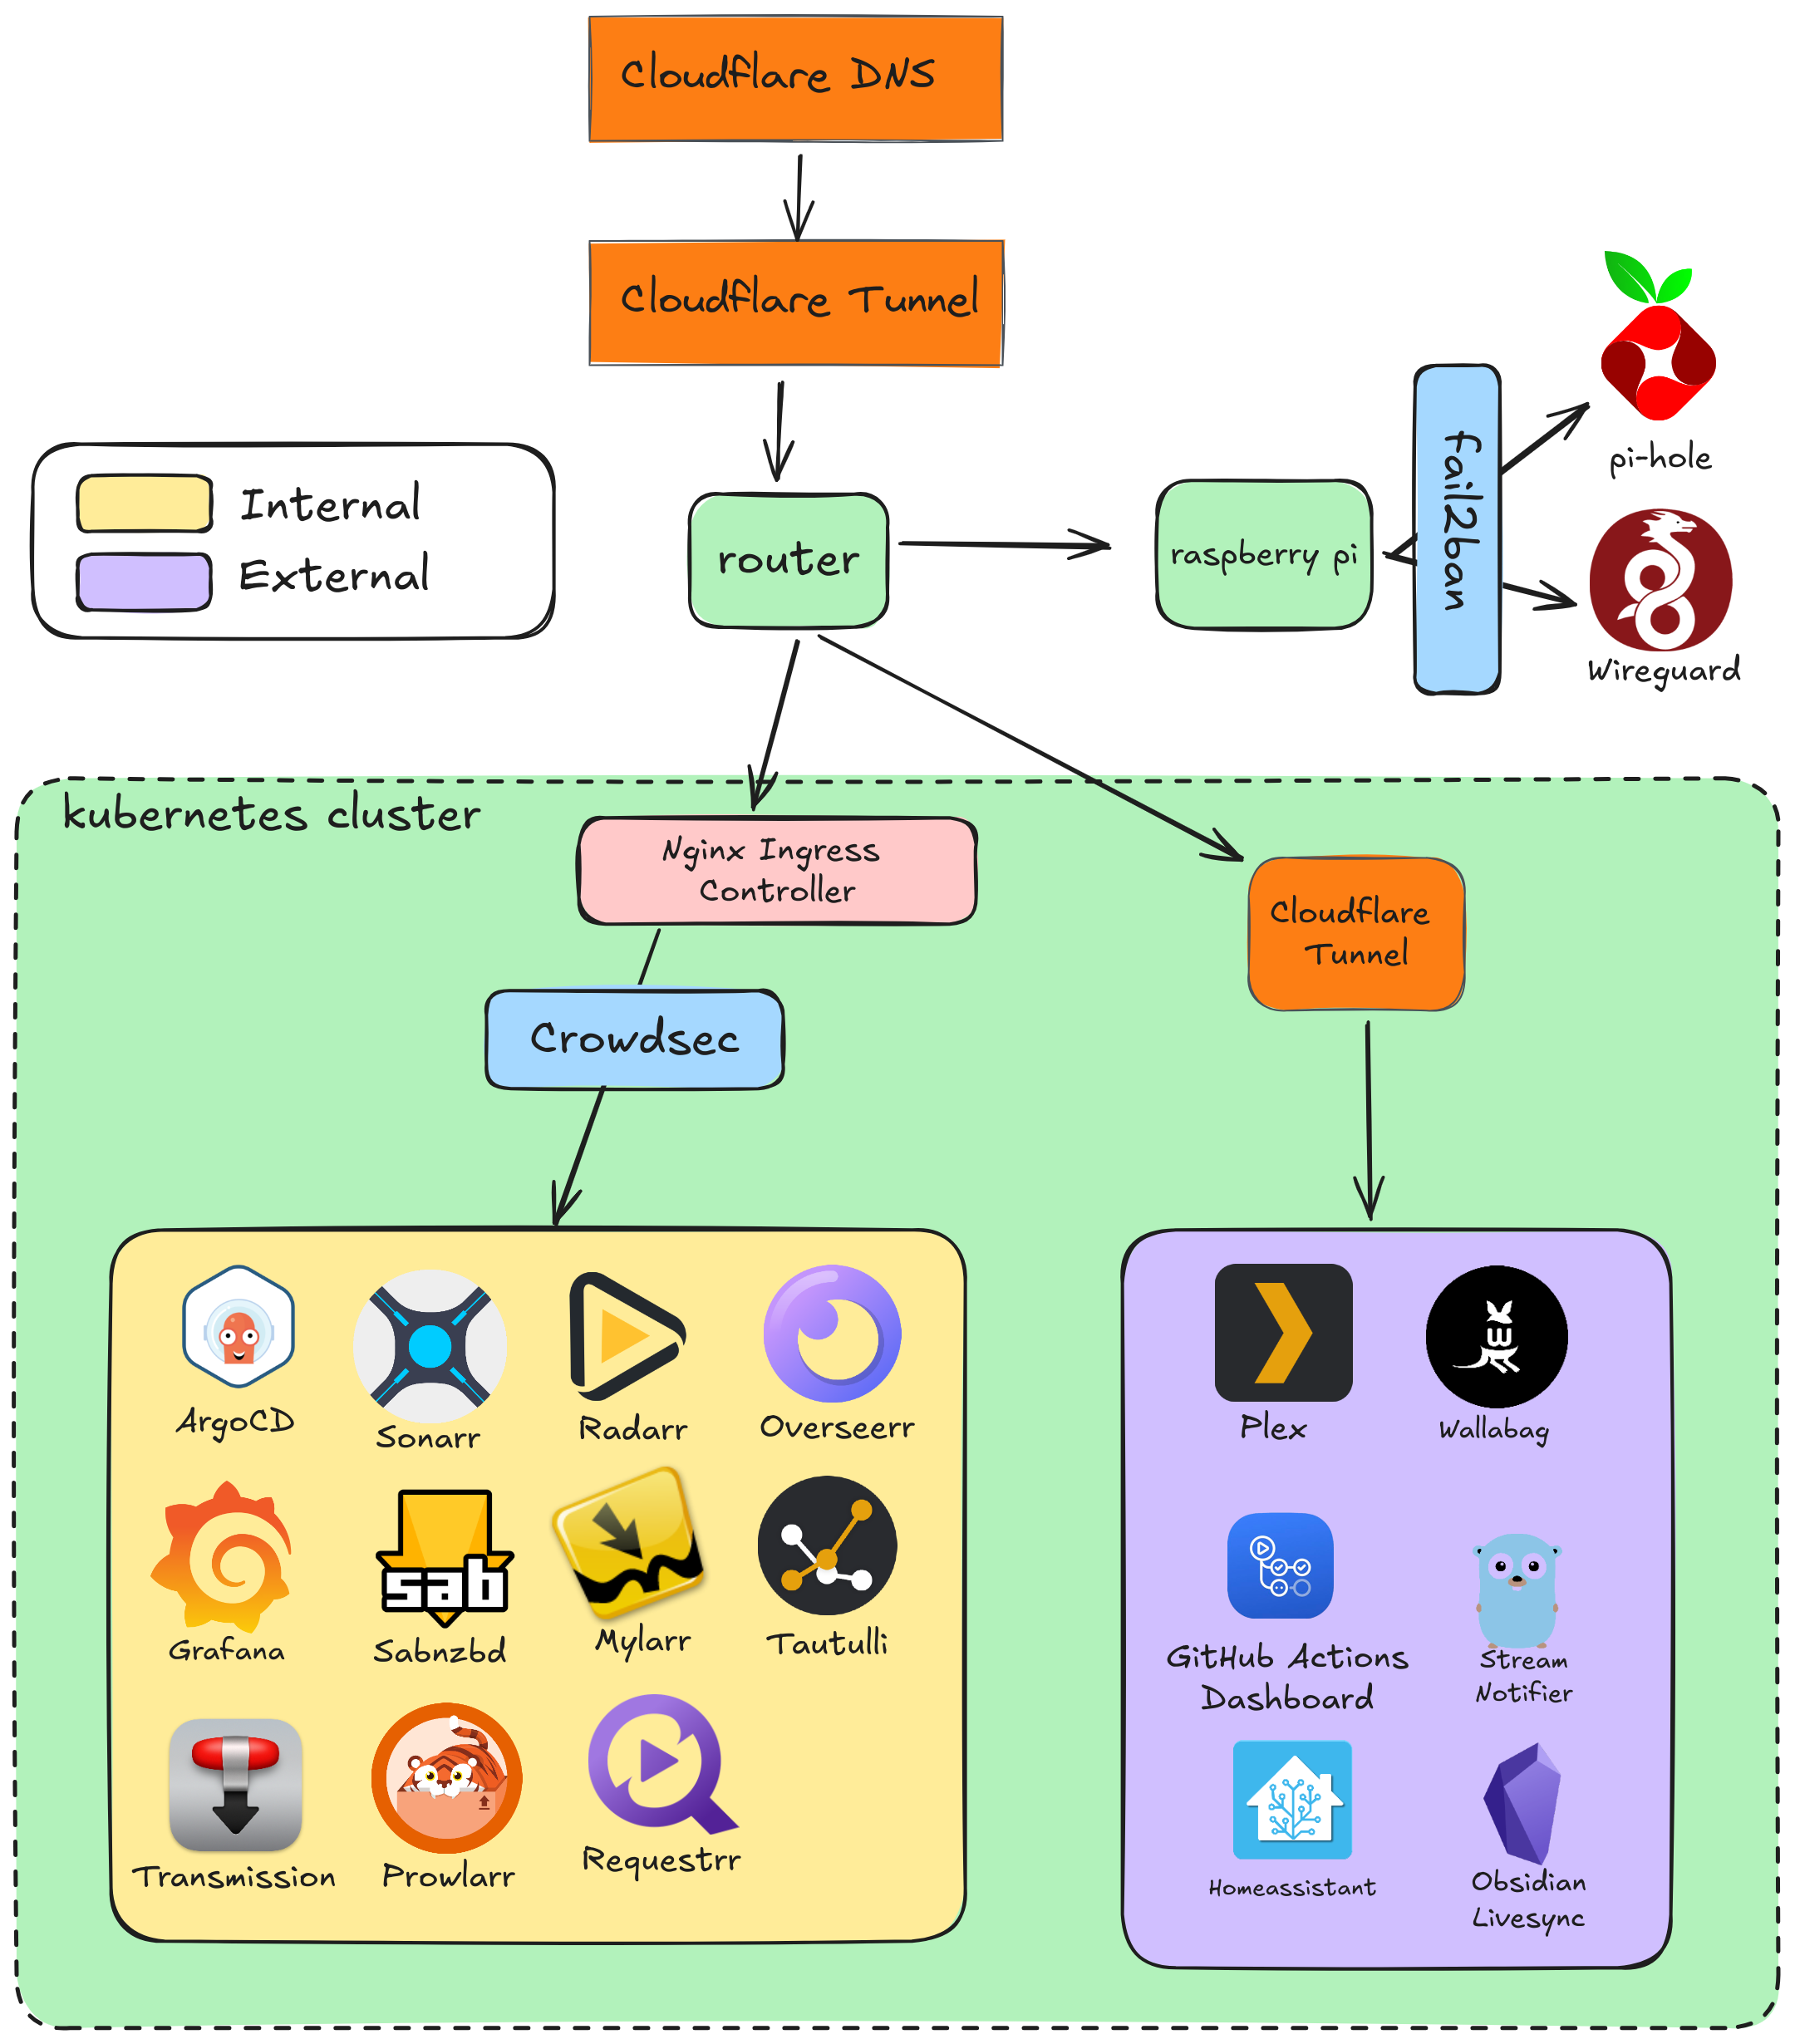 Cloudflare DNS
Cloudflare Tunnel
Internal
External
router
raspberry pi
fail2ban
pi-hole
Wireguard
kubernetes cluster
Nginx Ingress
Controller
Cloudflare
Tunnel
Crowdsec
ArgoCD
Sonarr
Radarr
Overseerr
Grafana
sab
Sabnzbd
Mylarr
Tautulli
Transmission
Prowlarr
Requestrr
Plex
W
Wallabag
GitHub Actions
Dashboard
Stream
Notifier
Homeassistant
Obsidian
Livesync